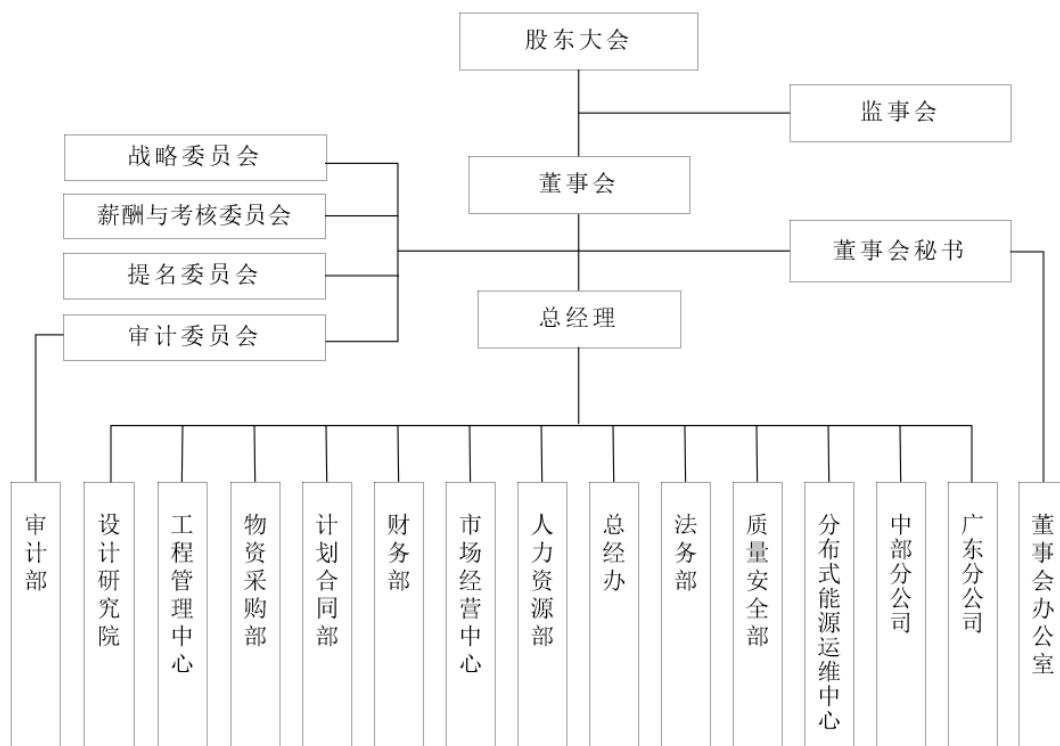 股东大会
监事会
战略委员会
董事会
薪酬与考核委员会
提名委员会
董事会秘书
审计委员会
总经理
审计部
设计研究院
工程管理中心
物资采购部
计划合同部
财务部
市场经营中心
人力资源部
总经办
法务部
质量安全部
分布式能源运维中心
中部分公司
广东分公司
董事会办公室